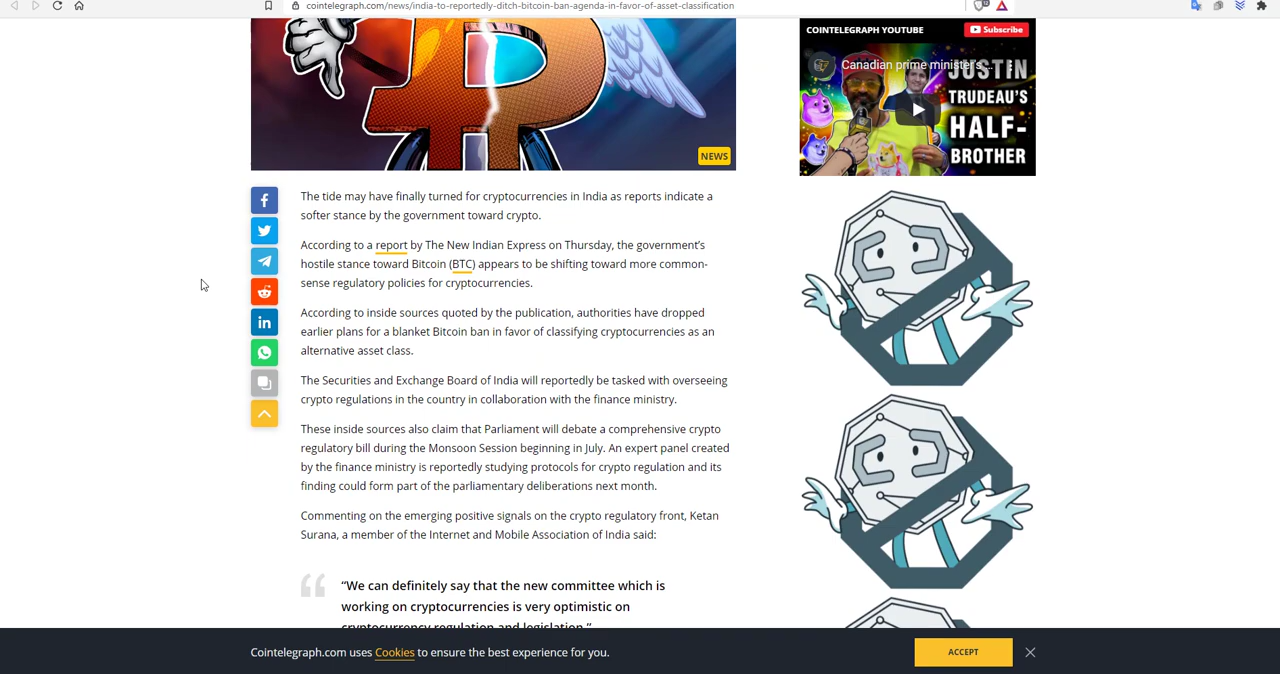 cointelegraph.com/news/india-to-reportedly-ditch-bitcoin-ban-agenda-in-favor-of-asset-classification
COINTELEGRAPH YOUTUBE
Subscribe
Canadian prime minister's ...
JUSTIN
TRUDEAU'S
HALF-
BROTHER
NEWS
The tide may have finally turned for cryptocurrencies in India as reports indicate a
softer stance by the government toward crypto.
According to a report by The New Indian Express on Thursday, the government's
hostile stance toward Bitcoin (BTC) appears to be shifting toward more common-
sense regulatory policies for cryptocurrencies.
According to inside sources quoted by the publication, authorities have dropped
earlier plans for a blanket Bitcoin ban in favor of classifying cryptocurrencies as an
alternative asset class.
The Securities and Exchange Board of India will reportedly be tasked with overseeing
crypto regulations in the country in collaboration with the finance ministry.
These inside sources also claim that Parliament will debate a comprehensive crypto
regulatory bill during the Monsoon Session beginning in July. An expert panel created
by the finance ministry is reportedly studying protocols for crypto regulation and its
finding could form part of the parliamentary deliberations next month.
Commenting on the emerging positive signals on the crypto regulatory front, Ketan
Surana, a member of the Internet and Mobile Association of India said:
“We can definitely say that the new committee which is
working on cryptocurrencies is very optimistic on
cryptocurrency regulation and legislation.”
Cointelegraph.com uses Cookies to ensure the best experience for you.
ACCEPT